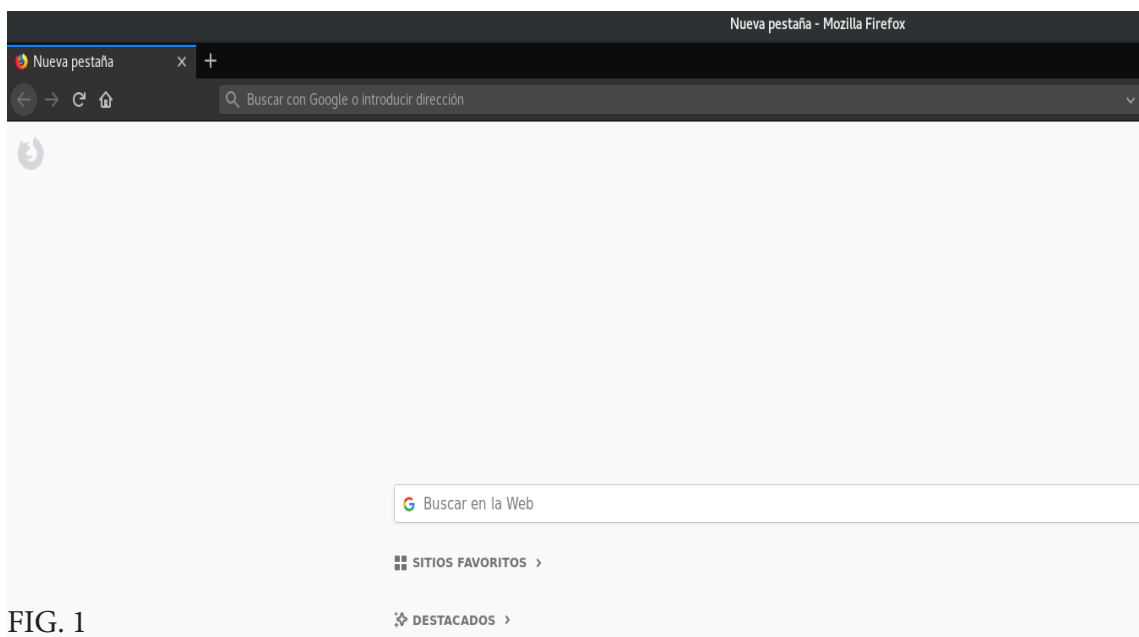 Nueva pestaña - Mozilla Firefox
Nueva pestaña
Buscar con Google o introducir dirección
Buscar en la Web
SITIOS FAVORITOS
DESTACADOS
FIG. 1